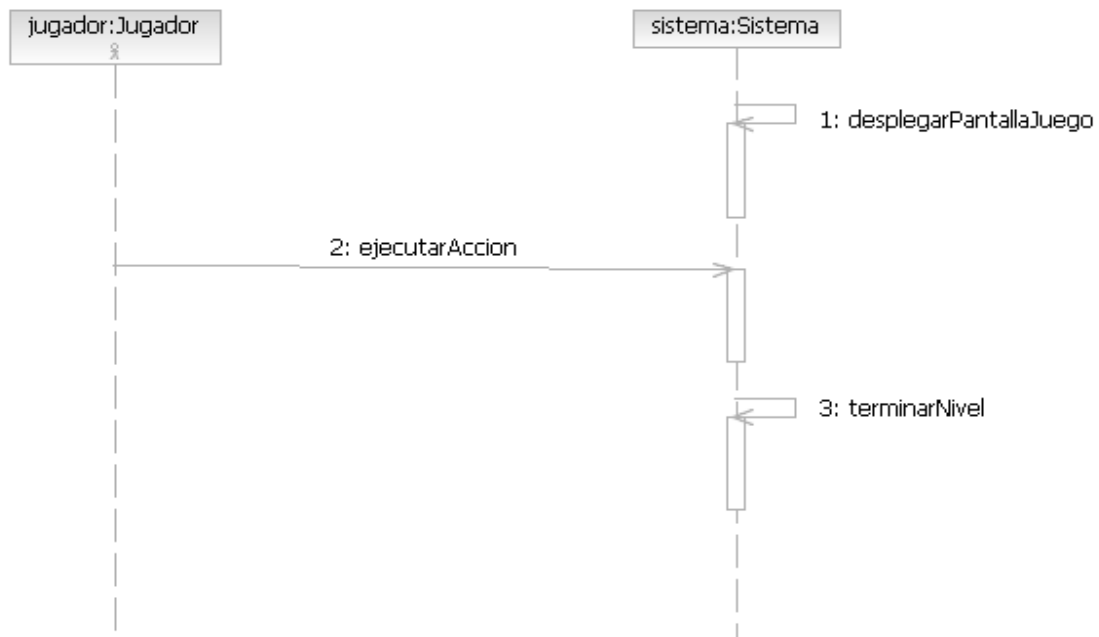 jugador:Jugador
sistema:Sistema
1: desplegarPantallaJuego
2: ejecutarAccion
3: terminarNivel